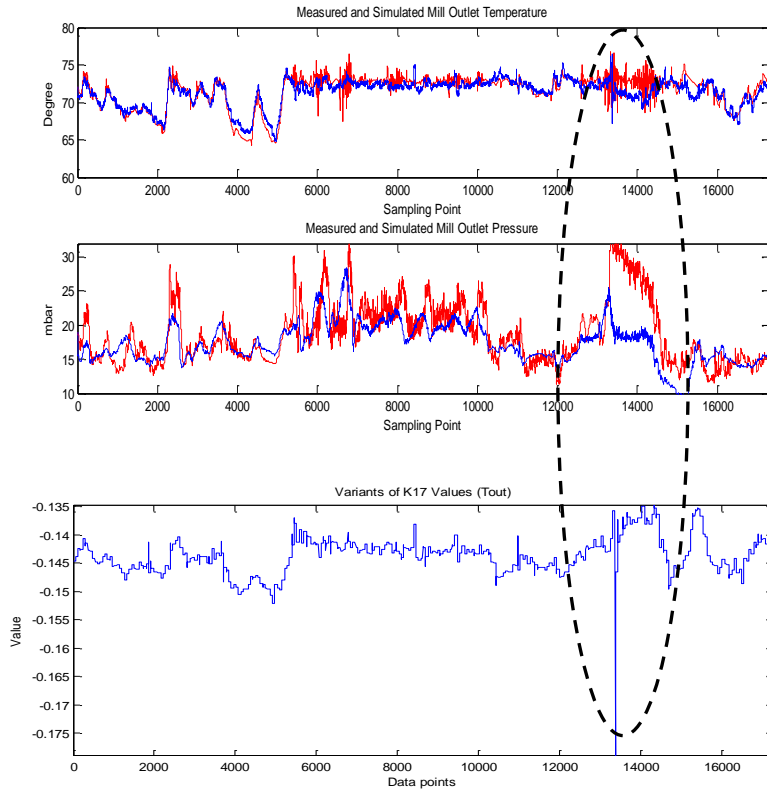 Measured and Simulated Mill Outlet Temperature
80
75
70
65
60
Degree
0 2000 4000 6000 8000 10000 12000 14000 16000
Sampling Point
Measured and Simulated Mill Outlet Pressure
30
25
20
15
10
mbar
0 2000 4000 6000 8000 10000 12000 14000 16000
Sampling Point
Variants of K17 Values (Tout)
-0.135
-0.14
-0.145
-0.15
-0.155
-0.16
-0.165
-0.17
-0.175
Value
0 2000 4000 6000 8000 10000 12000 14000 16000
Data points